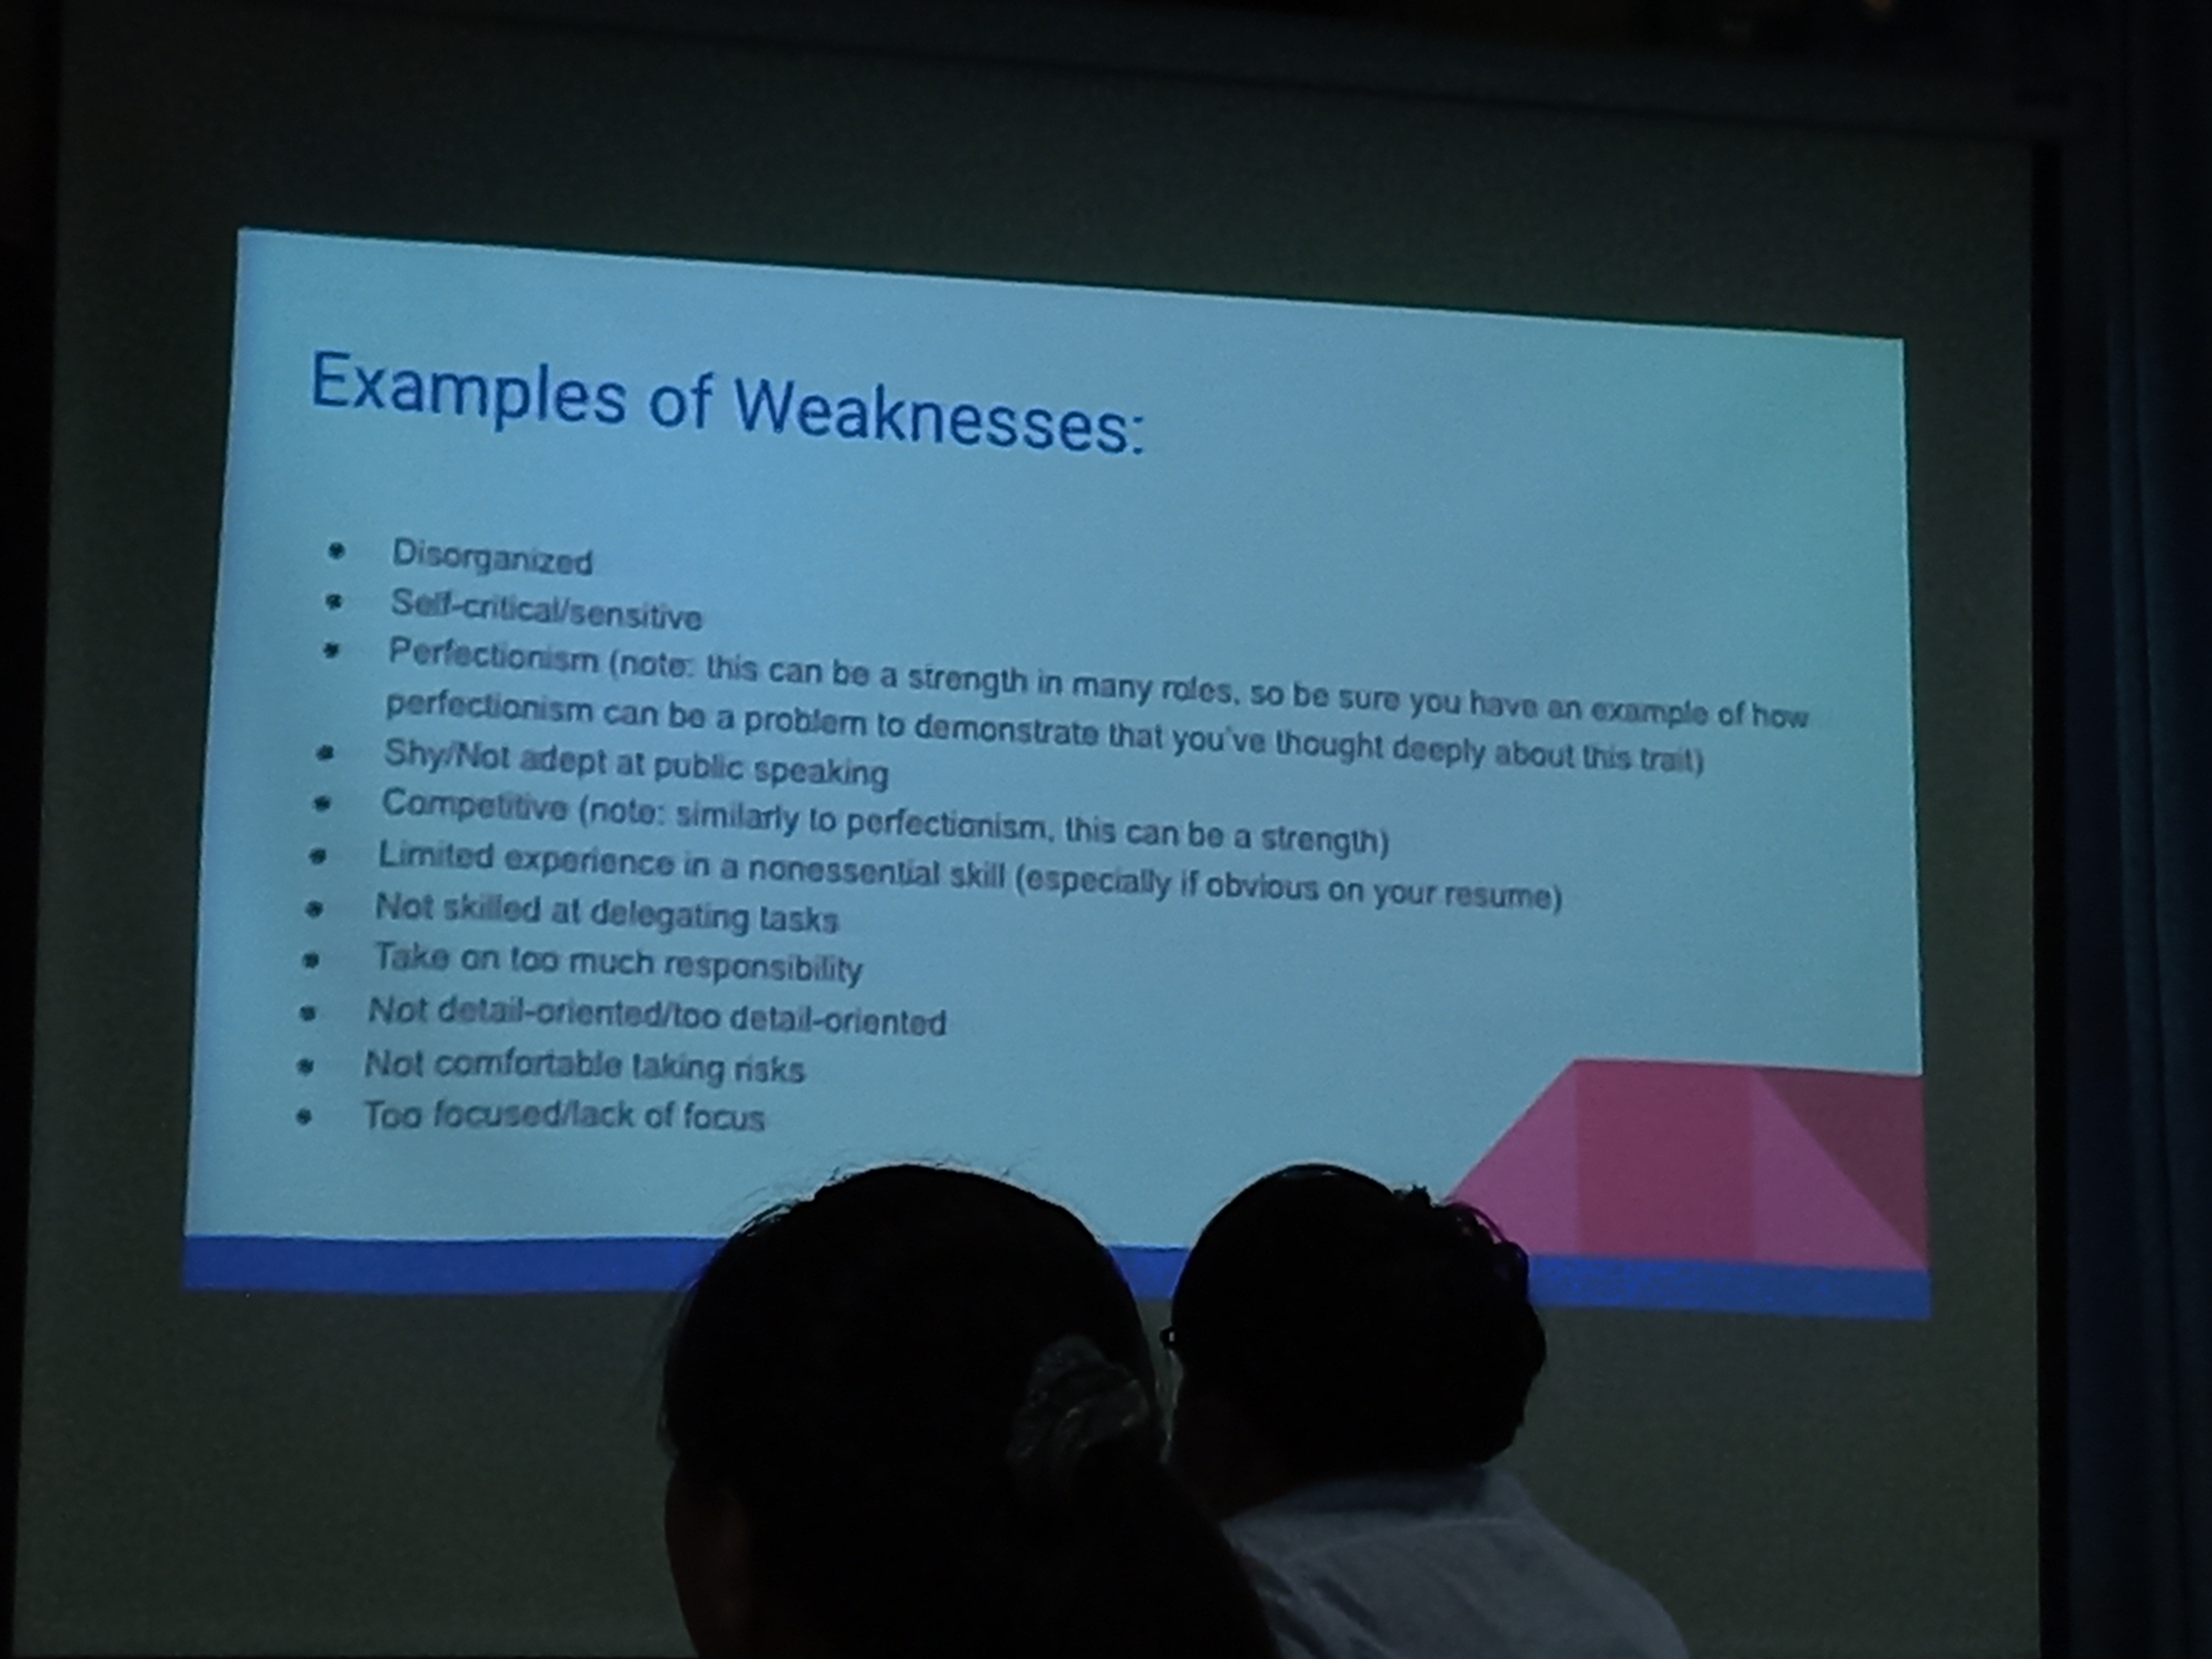 Examples of Weaknesses:
• Disorganized
• Self-critical/sensitive
• Perfectionism (note: this can be a strength in many roles, so be sure you have an example of how
perfectionism can be a problem to demonstrate that you've thought deeply about this trait)
• Shy/Not adept at public speaking
• Competitive (note: similarly to perfectionism, this can be a strength)
• Limited experience in a nonessential skill (especially if obvious on your resume)
• Not skilled at delegating tasks
• Take on too much responsibility
• Not detail-oriented/too detail-oriented
• Not comfortable taking risks
• Too focused/lack of focus